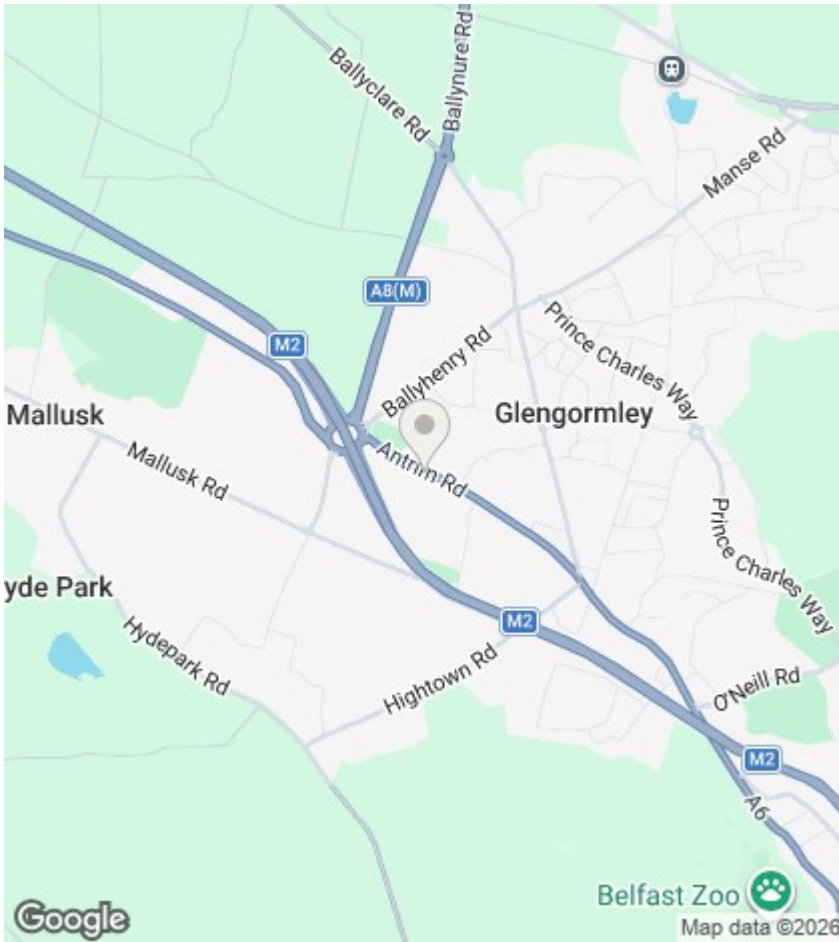 Ballynure Rd
Ballyclare Rd
Manse Rd
A8(M)
M2
Ballyhenry Rd
Prince Charles Way
Mallusk
Glengormley
Antrim Rd
Mallusk Rd
Prince Charles Way
yde Park
M2
Hydepark Rd
Hightown Rd
O'Neill Rd
M2
A6
Belfast Zoo
Google
Map data ©2026